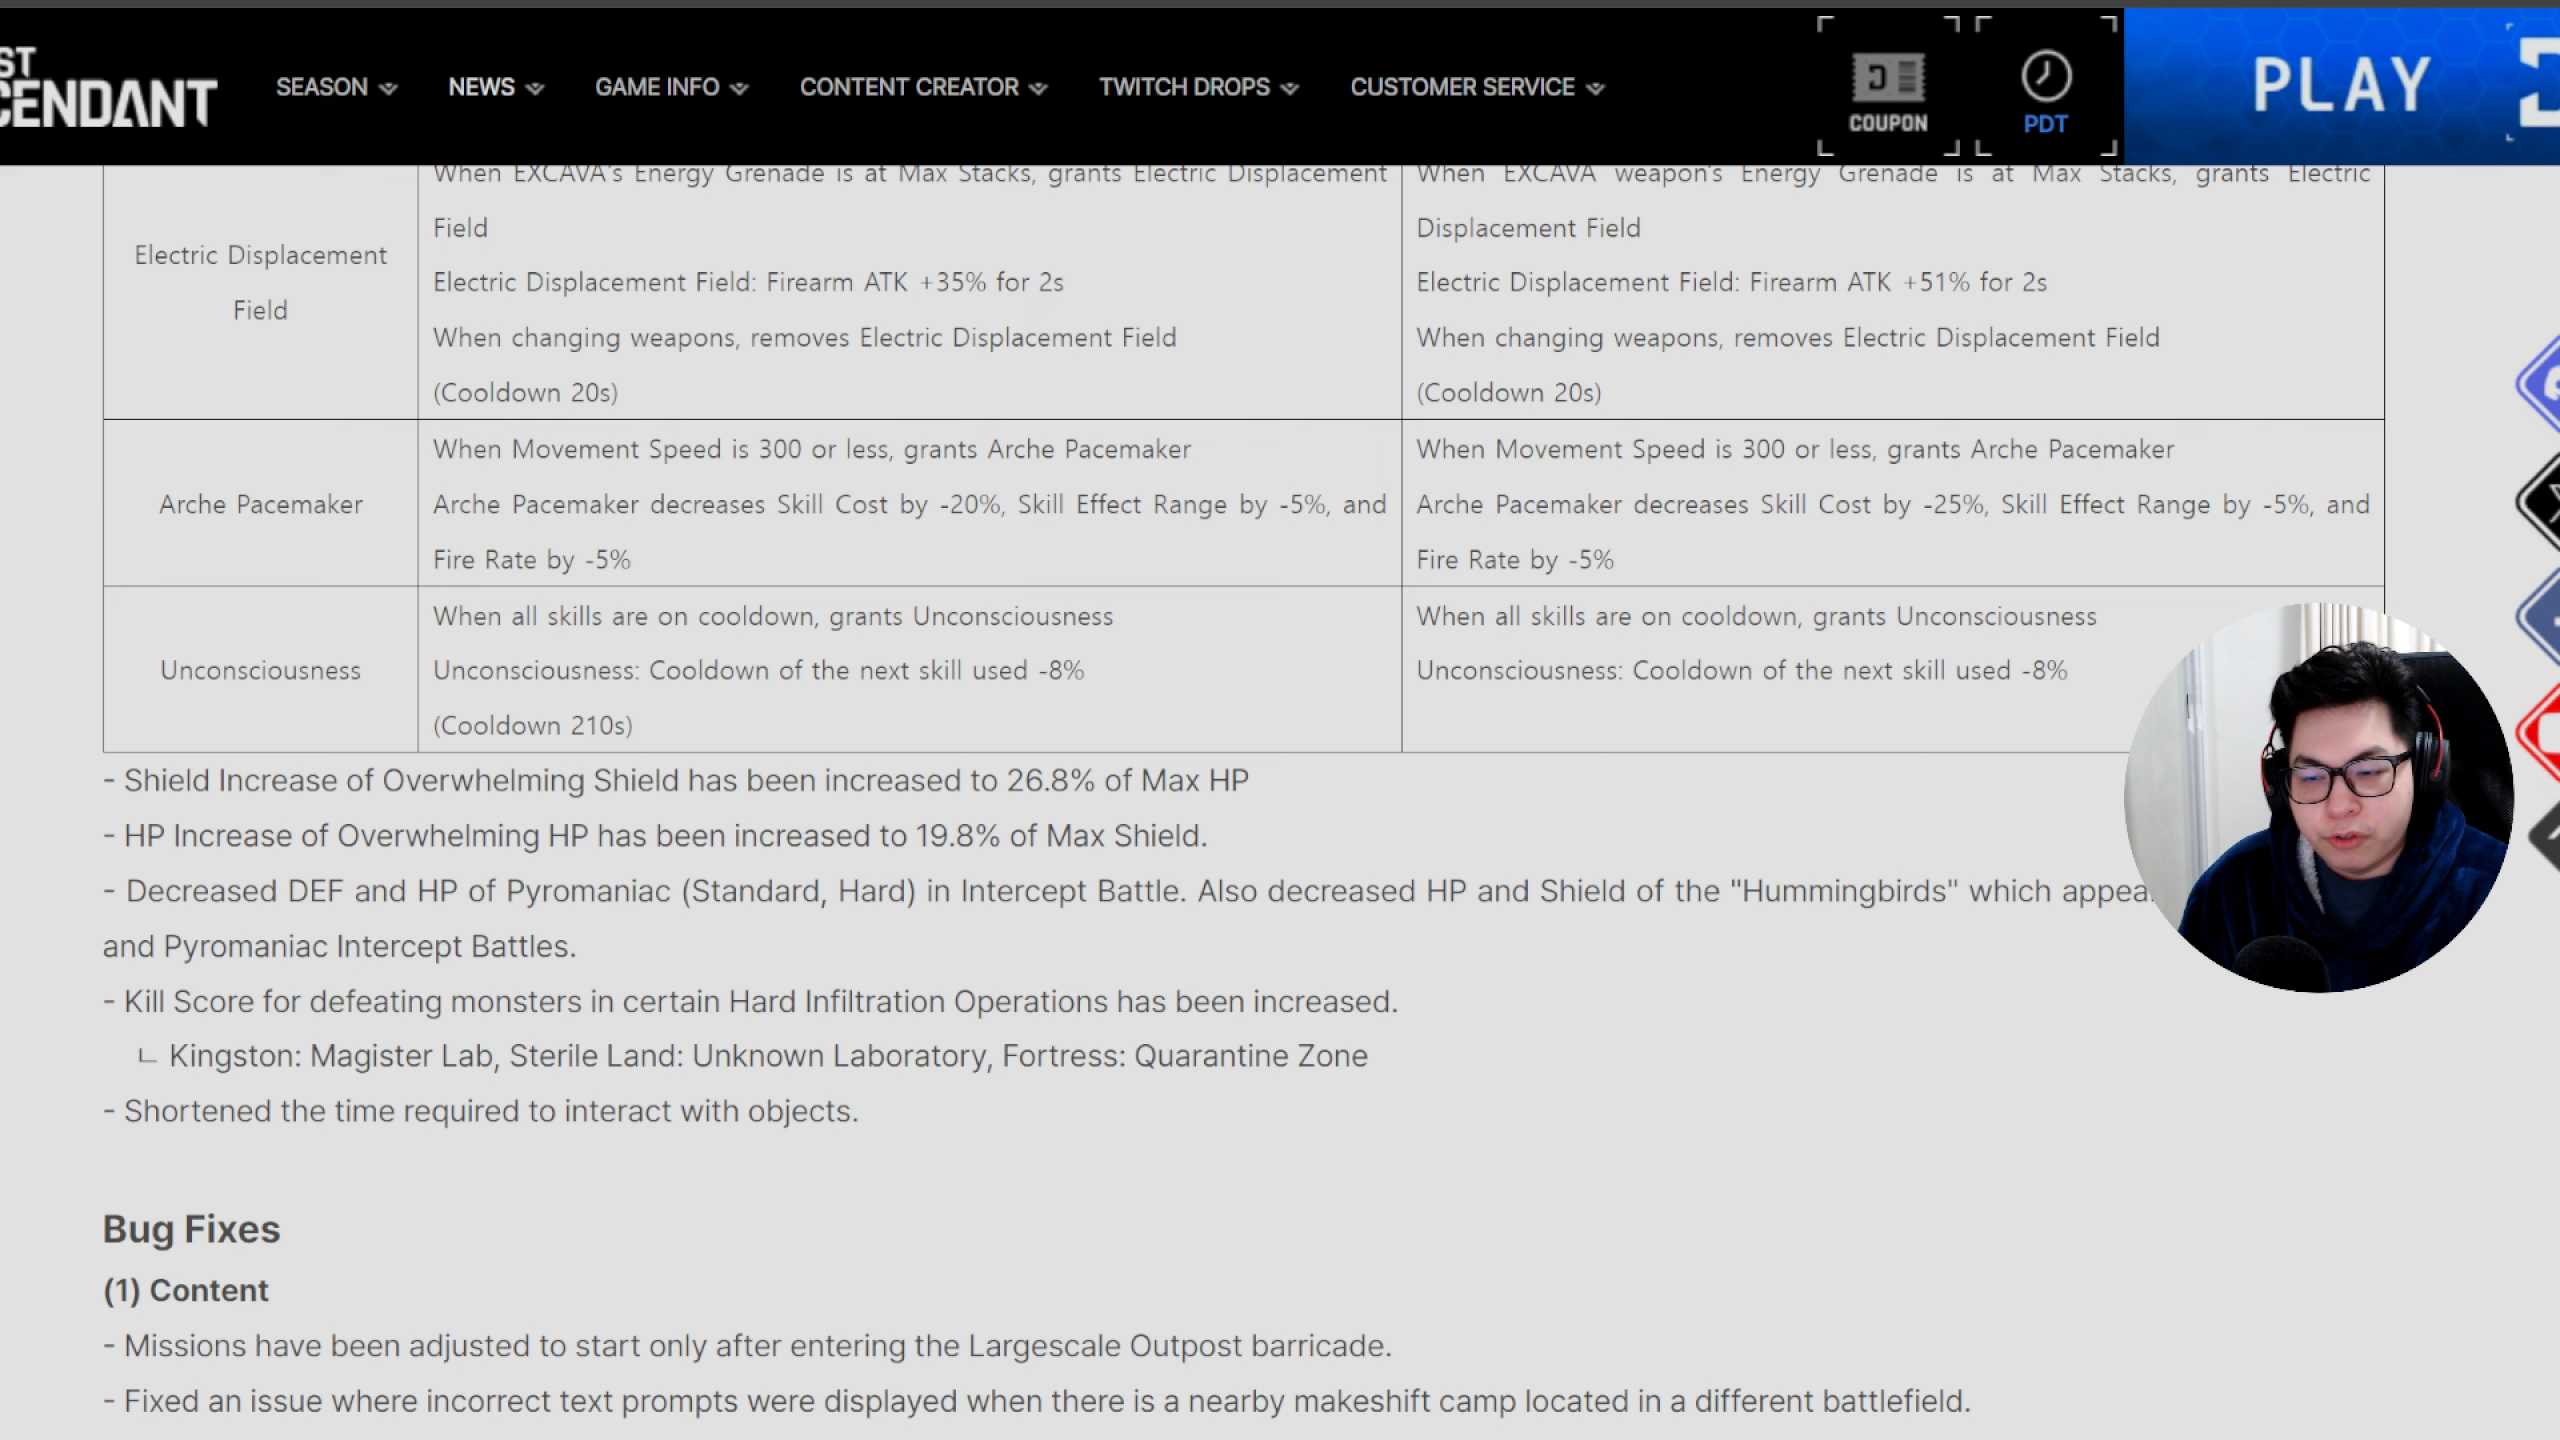 ST
CENDANT
SEASON
NEWS
GAME INFO
CONTENT CREATOR
TWITCH DROPS
CUSTOMER SERVICE
COUPON
PDT
PLAY
Electric Displacement
Field
When EXCAVA's Energy Grenade is at Max Stacks, grants Electric Displacement
Field
Electric Displacement Field: Firearm ATK +35% for 2s
When changing weapons, removes Electric Displacement Field
(Cooldown 20s)
When EXCAVA weapon's Energy Grenade is at Max Stacks, grants Electric
Displacement Field
Electric Displacement Field: Firearm ATK +51% for 2s
When changing weapons, removes Electric Displacement Field
(Cooldown 20s)
Arche Pacemaker
When Movement Speed is 300 or less, grants Arche Pacemaker
Arche Pacemaker decreases Skill Cost by -20%, Skill Effect Range by -5%, and
Fire Rate by -5%
When Movement Speed is 300 or less, grants Arche Pacemaker
Arche Pacemaker decreases Skill Cost by -25%, Skill Effect Range by -5%, and
Fire Rate by -5%
Unconsciousness
When all skills are on cooldown, grants Unconsciousness
Unconsciousness: Cooldown of the next skill used -8%
(Cooldown 210s)
When all skills are on cooldown, grants Unconsciousness
Unconsciousness: Cooldown of the next skill used -8%
- Shield Increase of Overwhelming Shield has been increased to 26.8% of Max HP
- HP Increase of Overwhelming HP has been increased to 19.8% of Max Shield.
- Decreased DEF and HP of Pyromaniac (Standard, Hard) in Intercept Battle. Also decreased HP and Shield of the "Hummingbirds" which appea
and Pyromaniac Intercept Battles.
- Kill Score for defeating monsters in certain Hard Infiltration Operations has been increased.
ㄴ Kingston: Magister Lab, Sterile Land: Unknown Laboratory, Fortress: Quarantine Zone
- Shortened the time required to interact with objects.
Bug Fixes
(1) Content
- Missions have been adjusted to start only after entering the Largescale Outpost barricade.
- Fixed an issue where incorrect text prompts were displayed when there is a nearby makeshift camp located in a different battlefield.